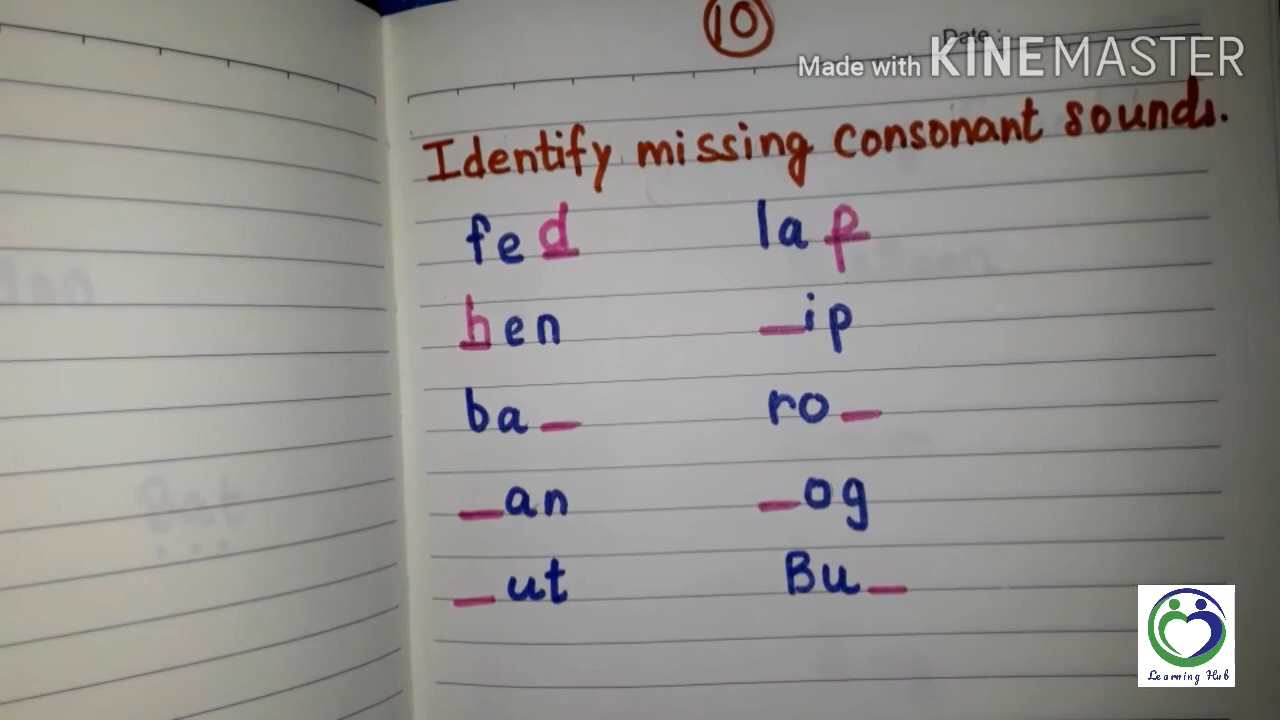 10
Date :
Made with KINEMASTER
Identify missing consonant sounds.
fed lap
hen _ip
ba_ ro_
_an _og
_ut Bu_
Learning Hub